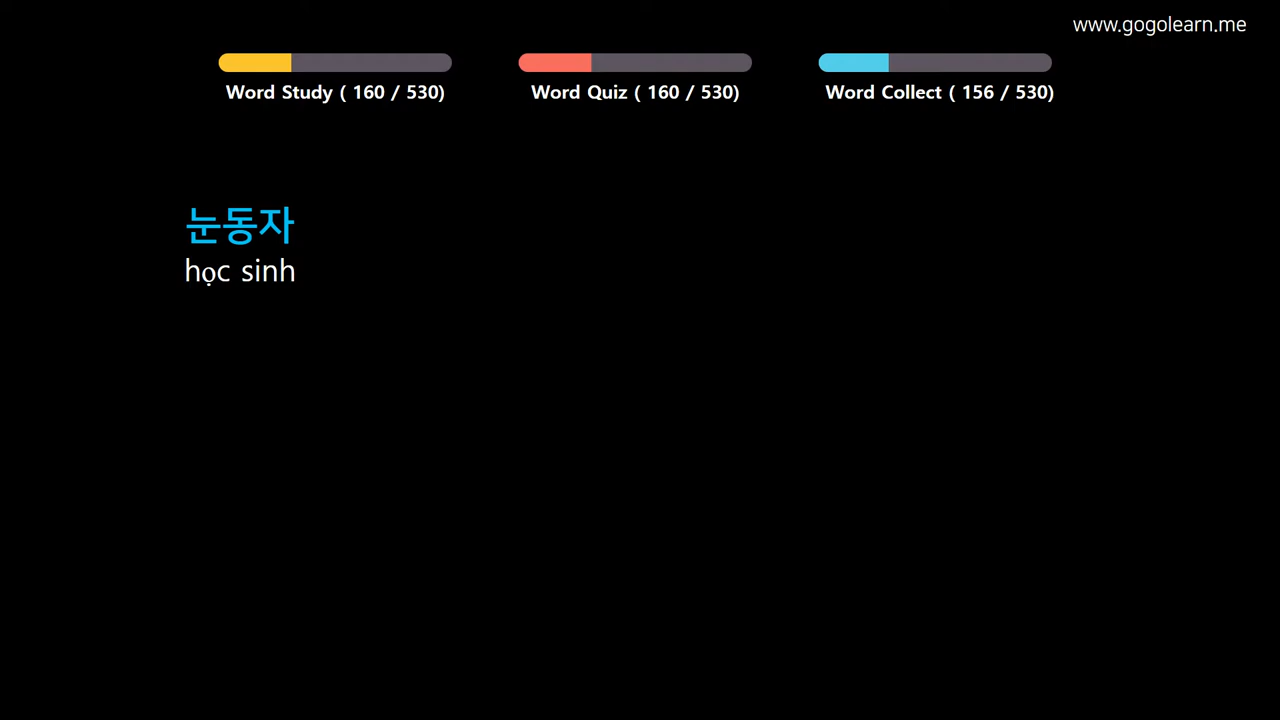 www.gogolearn.me
Word Study ( 160 / 530)
Word Quiz ( 160 / 530)
Word Collect ( 156 / 530)
눈동자
học sinh